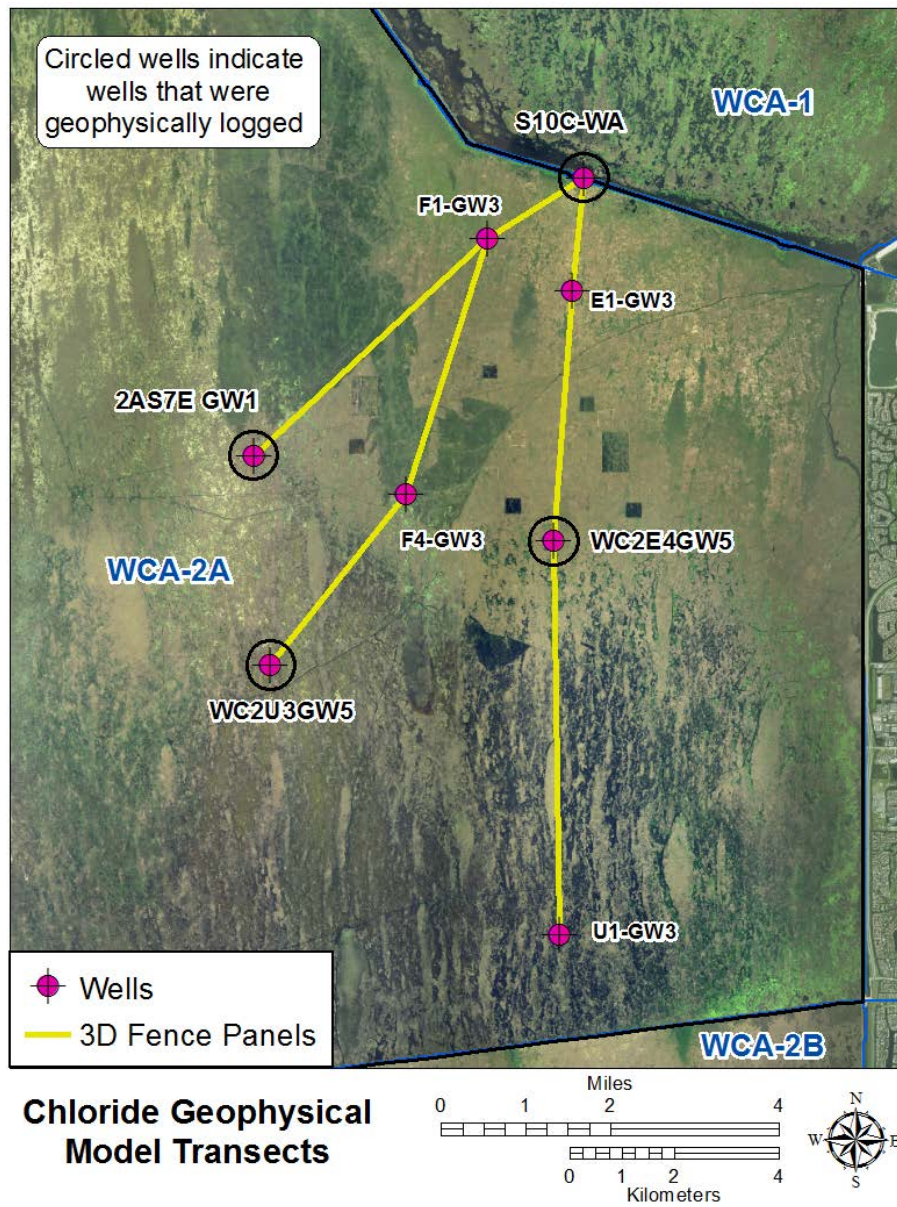 Circled wells indicate
wells that were
geophysically logged
WCA-1
S10C-WA
F1-GW3
E1-GW3
2AS7E GW1
F4-GW3
WC2E4GW5
WCA-2A
WC2U3GW5
U1-GW3
Wells
3D Fence Panels
WCA-2B
Chloride Geophysical
Model Transects
Miles
0 1 2 4
0 1 2 4
Kilometers
N
W E
S